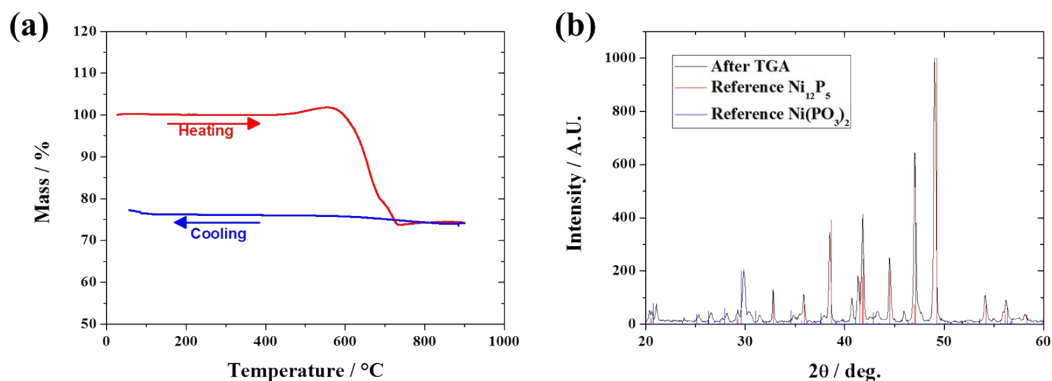 (a)
120
110
100
90
80
70
60
50
Mass / %
Heating
Cooling
0
200
400
600
800
1000
Temperature / °C
(b)
1000
800
600
400
200
0
Intensity / A.U.
After TGA
Reference Ni₁₂P₅
Reference Ni(PO₃)₂
20
30
40
50
60
2θ / deg.